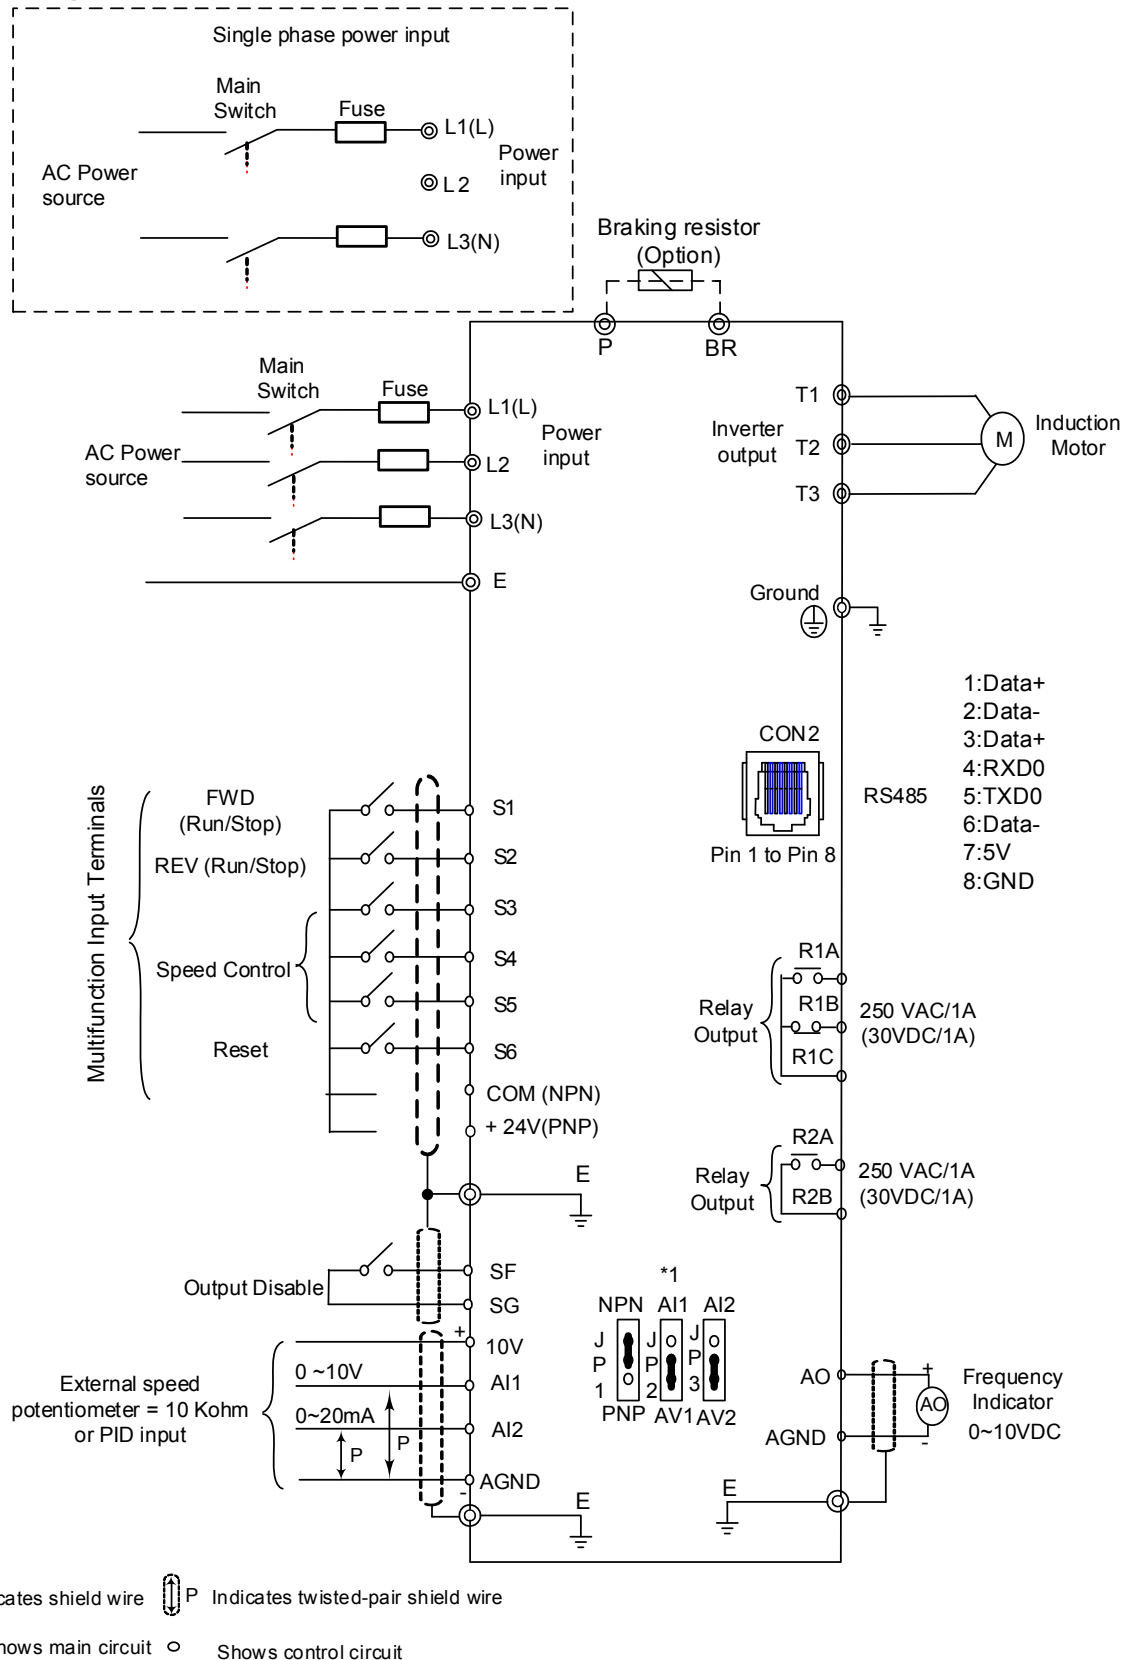 Single phase power input
Main
Switch
Fuse
L1(L)
Power
input
AC Power
source
L2
L3(N)
Braking resistor
(Option)
P
BR
Main
Switch
Fuse
L1(L)
Power
input
AC Power
source
L2
L3(N)
E
T1
Inverter
output
T2
T3
M
Induction
Motor
Ground
CON2
Pin 1 to Pin 8
RS485
1:Data+
2:Data-
3:Data+
4:RXD0
5:TXD0
6:Data-
7:5V
8:GND
Multifunction Input Terminals
FWD
(Run/Stop)
S1
REV (Run/Stop)
S2
S3
Speed Control
S4
S5
Reset
S6
COM (NPN)
+ 24V(PNP)
E
Relay
Output
R1A
R1B
R1C
250 VAC/1A
(30VDC/1A)
Relay
Output
R2A
R2B
250 VAC/1A
(30VDC/1A)
Output Disable
SF
SG
*1
NPN AI1 AI2
JP1 JP2 JP3
PNP AV1 AV2
External speed
potentiometer = 10 Kohm
or PID input
+
10V
0 ~10V
AI1
0~20mA
AI2
P
P
AGND
-
E
AO
AGND
+
AO
-
Frequency
Indicator
0~10VDC
E
cates shield wire P Indicates twisted-pair shield wire
hows main circuit Shows control circuit